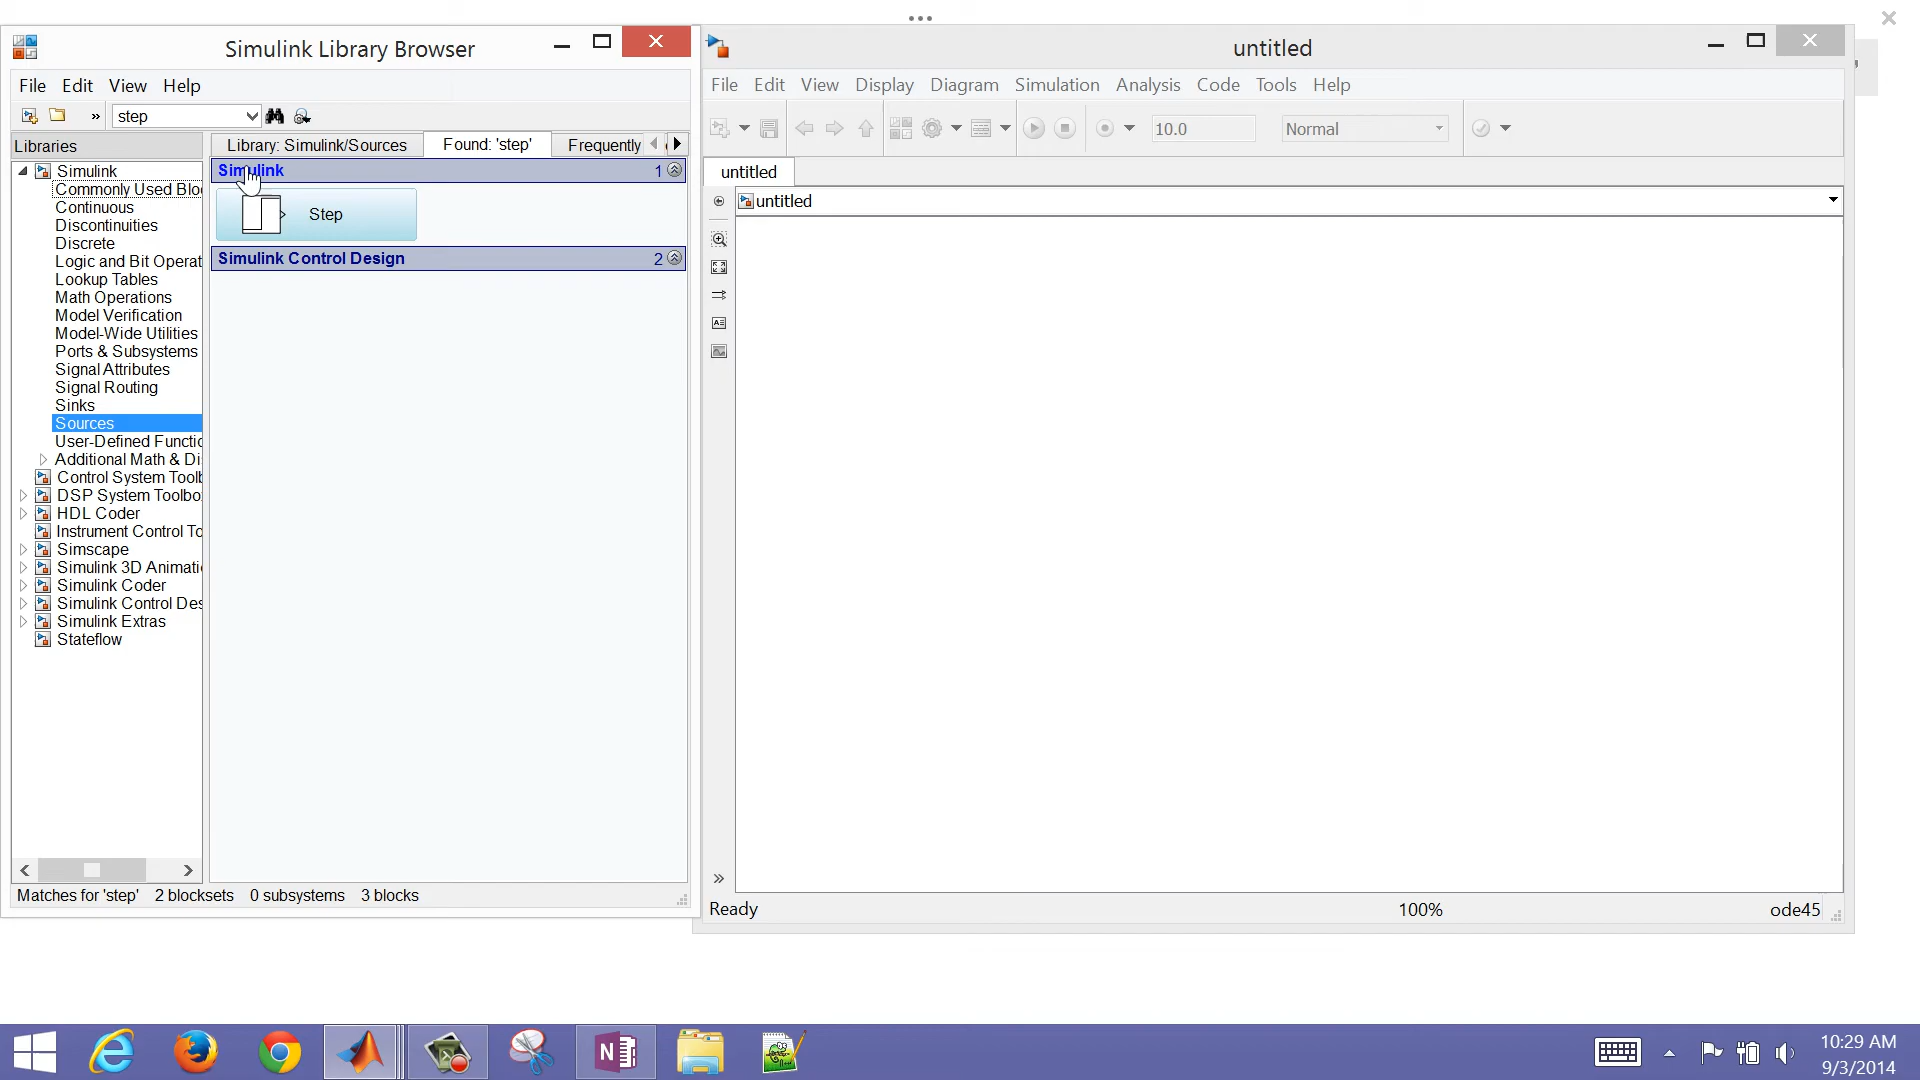 Simulink Library Browser
File Edit View Help
step
Libraries
Simulink
Commonly Used Blo
Continuous
Discontinuities
Discrete
Logic and Bit Operat
Lookup Tables
Math Operations
Model Verification
Model-Wide Utilities
Ports & Subsystems
Signal Attributes
Signal Routing
Sinks
Sources
User-Defined Functio
Additional Math & Di
Control System Toolb
DSP System Toolbo
HDL Coder
Instrument Control To
Simscape
Simulink 3D Animati
Simulink Coder
Simulink Control Des
Simulink Extras
Stateflow
Library: Simulink/Sources Found: 'step' Frequently
Simulink 1
Step
Simulink Control Design 2
Matches for 'step' 2 blocksets 0 subsystems 3 blocks
untitled
File Edit View Display Diagram Simulation Analysis Code Tools Help
10.0 Normal
untitled
untitled
Ready 100% ode45
10:29 AM
9/3/2014